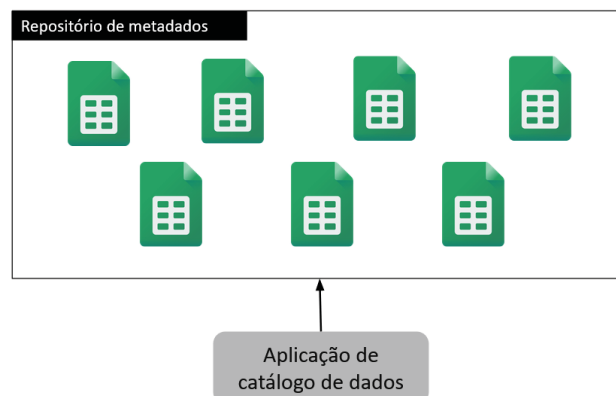 Repositório de metadados
Aplicação de
catálogo de dados